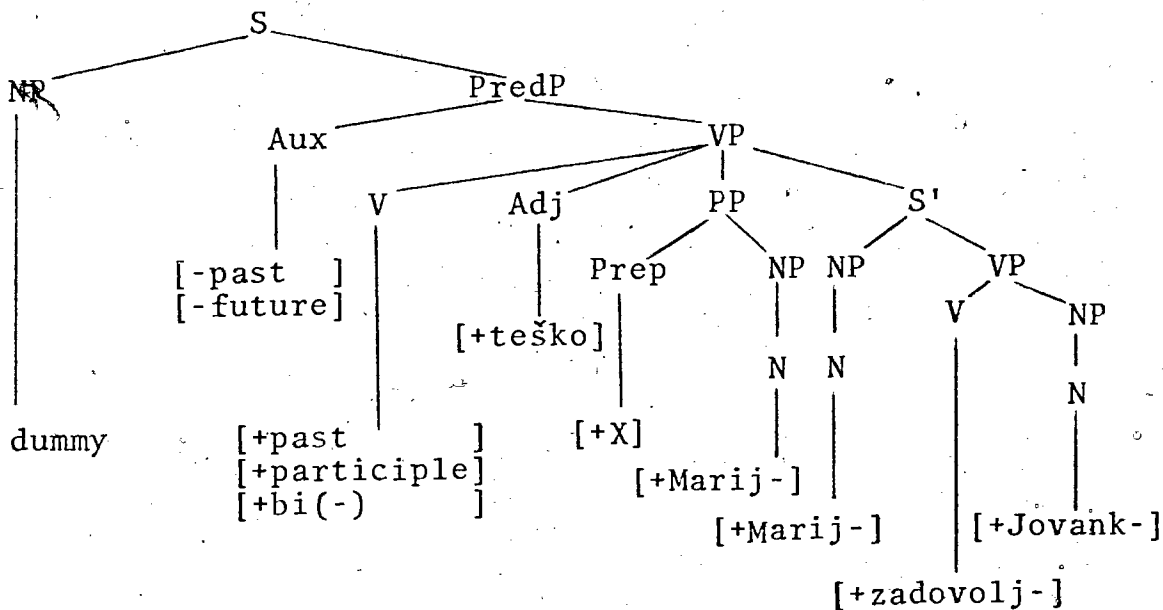 S
NP PredP
Aux VP
V Adj PP S'
Prep NP NP VP
[-past ]
[-future]
V NP
[+teško]
N N
N
dummy
[+past ]
[+participle]
[+bi(-) ]
[+X]
[+Marij-]
[+Marij-]
[+Jovank-]
[+zadovolj-]